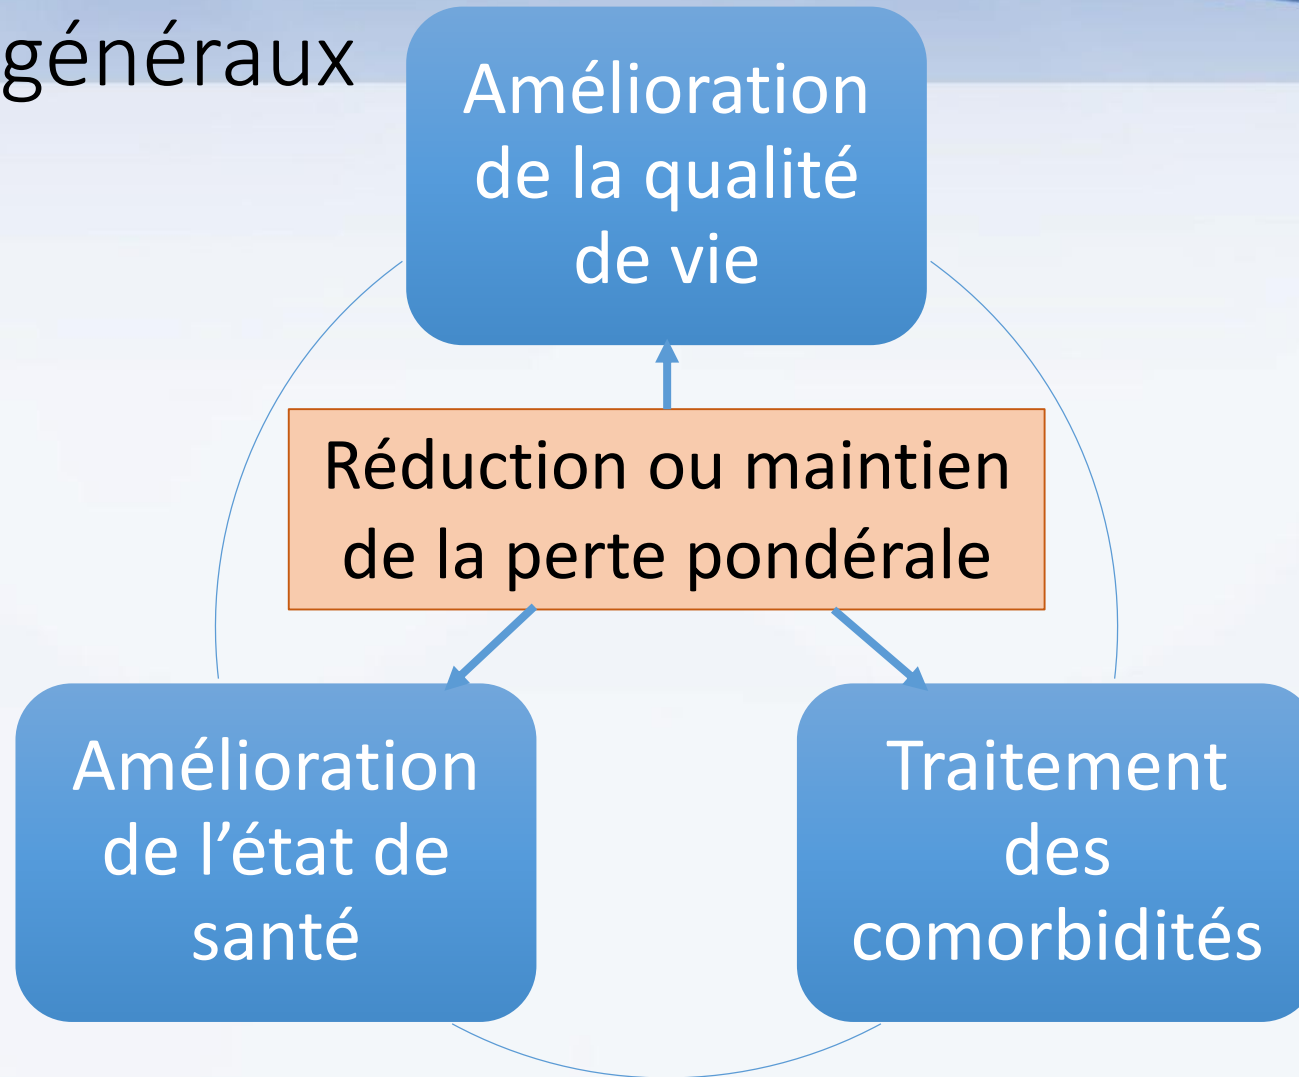 généraux
Amélioration
de la qualité
de vie
Réduction ou maintien
de la perte pondérale
Amélioration
de l’état de
santé
Traitement
des
comorbidités